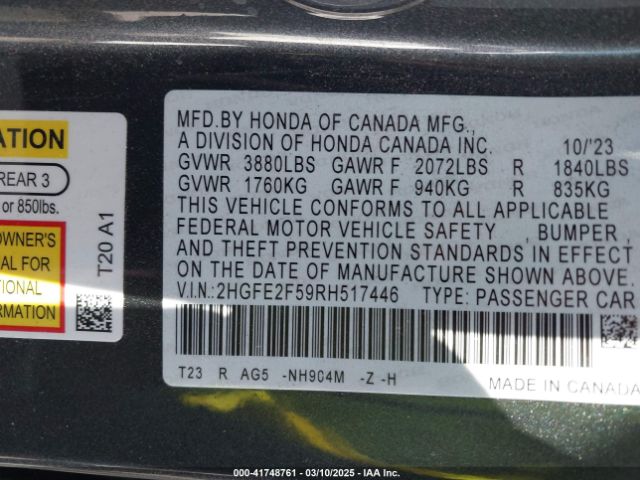 ATION
REAR 3
or 850lbs.
OWNER'S
AL FOR
TIONAL
RMATION
T20 A1
MFD.BY HONDA OF CANADA MFG.,
A DIVISION OF HONDA CANADA INC. 10/'23
GVWR 3880LBS GAWR F 2072LBS R 1840LBS
GVWR 1760KG GAWR F 940KG R 835KG
THIS VEHICLE CONFORMS TO ALL APPLICABLE
FEDERAL MOTOR VEHICLE SAFETY , BUMPER ,
AND THEFT PREVENTION STANDARDS IN EFFECT
ON THE DATE OF MANUFACTURE SHOWN ABOVE.
V.I.N.:2HGFE2F59RH517446 TYPE: PASSENGER CAR
T23 R AG5 -NH904M -Z -H
MADE IN CANADA
000-41748761 — 03/10/2025 — IAA Inc.